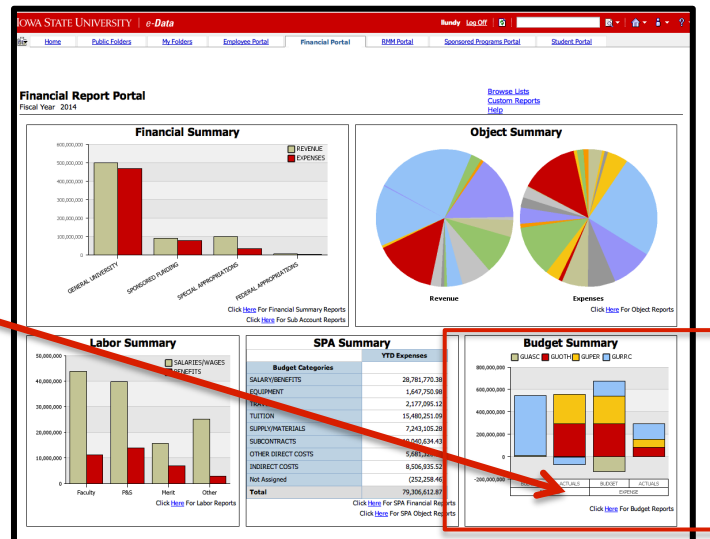 IOWA STATE UNIVERSITY | e-Data
Bundy Log Off
Home Public Folders My Folders Employee Portal Financial Portal RMM Portal Sponsored Programs Portal Student Portal
Financial Report Portal
Fiscal Year 2014
Browse Lists
Custom Reports
Help
Financial Summary
REVENUE
EXPENSES
600,000,000
500,000,000
400,000,000
300,000,000
200,000,000
100,000,000
0
GENERAL UNIVERSITY SPONSORED FUNDING SPECIAL APPROPRIATIONS FEDERAL APPROPRIATIONS
Click Here For Financial Summary Reports
Click Here For Sub Account Reports
Object Summary
Revenue Expenses
Click Here For Object Reports
Labor Summary
SALARIES/WAGES
BENEFITS
50,000,000
40,000,000
30,000,000
20,000,000
10,000,000
0
Faculty P&S Merit Other
Click Here For Labor Reports
SPA Summary
YTD Expenses
Budget Categories
SALARY/BENEFITS 28,781,770.38
EQUIPMENT 1,647,750.98
2,177,095.12
TUITION 15,480,251.09
SUPPLY/MATERIALS 7,243,105.28
SUBCONTRACTS
OTHER DIRECT COSTS
INDIRECT COSTS 8,506,935.52
Not Assigned (252,258.46
Total 79,306,612.87
Click Here For SPA Financial Reports
Click Here For SPA Object Reports
Budget Summary
GUASC GUOTH GUPER GURRC
800,000,000
600,000,000
400,000,000
200,000,000
0
-200,000,000
ACTUALS BUDGET ACTUALS
EXPENSE
Click Here For Budget Reports